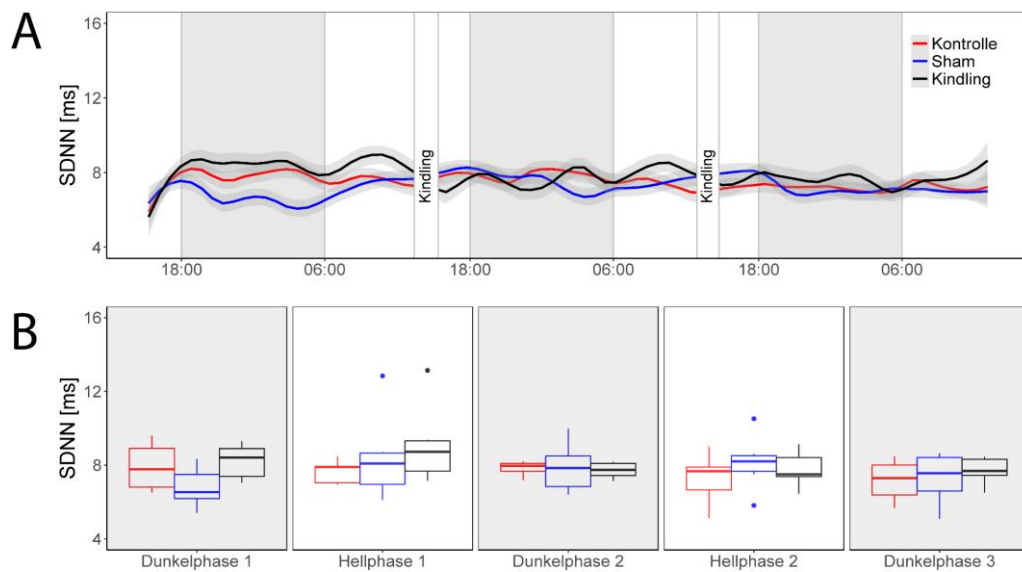 A
SDNN [ms]
16
12
8
4
Kontrolle
Sham
Kindling
Kindling
Kindling
18:00 06:00 18:00 06:00 18:00 06:00
B
SDNN [ms]
16
12
8
4
Dunkelphase 1 Hellphase 1 Dunkelphase 2 Hellphase 2 Dunkelphase 3